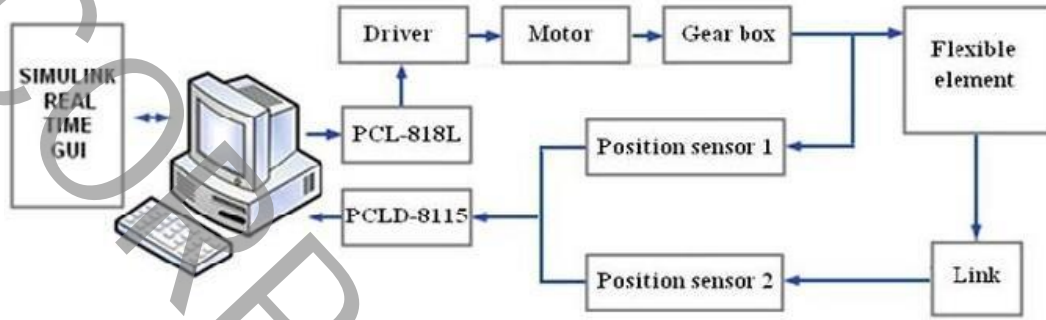 SIMULINK
REAL
TIME
GUI
Driver
Motor
Gear box
Flexible
element
PCL-818L
Position sensor 1
PCLD-8115
Position sensor 2
Link